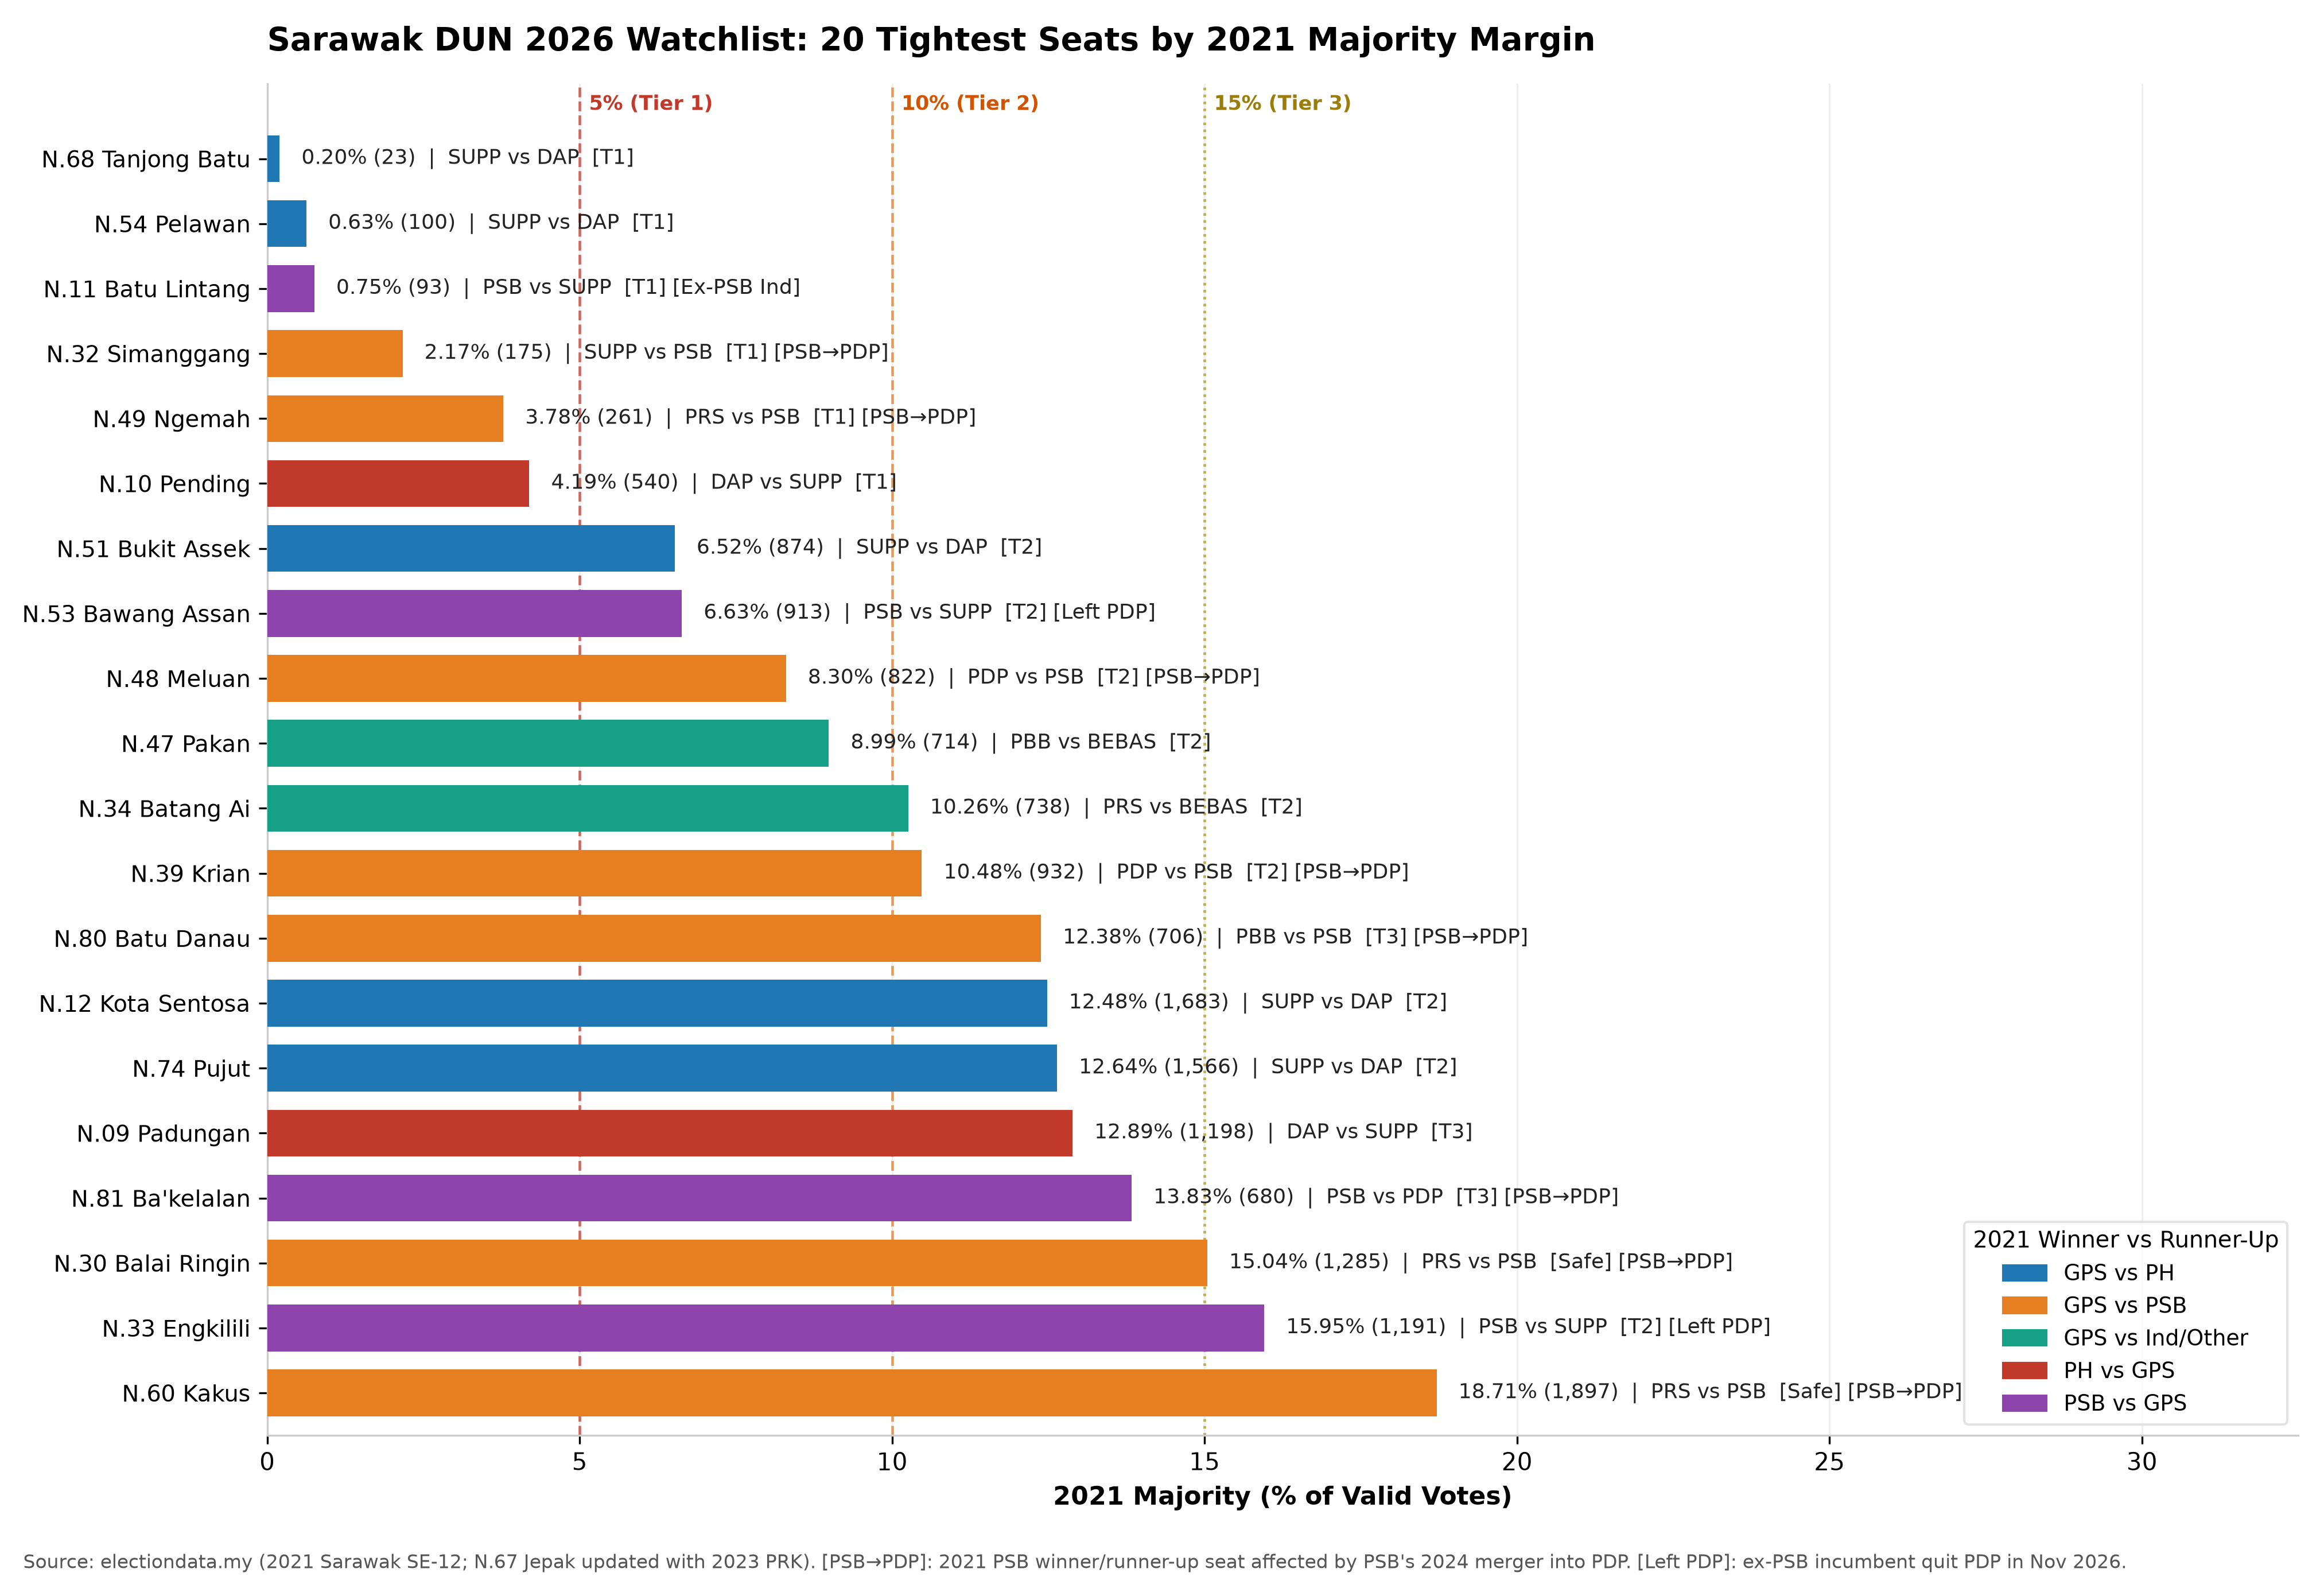 Sarawak DUN 2026 Watchlist: 20 Tightest Seats by 2021 Majority Margin
5% (Tier 1) 10% (Tier 2) 15% (Tier 3)
N.68 Tanjong Batu 0.20% (23) | SUPP vs DAP [T1]
N.54 Pelawan 0.63% (100) | SUPP vs DAP [T1]
N.11 Batu Lintang 0.75% (93) | PSB vs SUPP [T1] [Ex-PSB Ind]
N.32 Simanggang 2.17% (175) | SUPP vs PSB [T1] [PSB→PDP]
N.49 Ngemah 3.78% (261) | PRS vs PSB [T1] [PSB→PDP]
N.10 Pending 4.19% (540) | DAP vs SUPP [T1]
N.51 Bukit Assek 6.52% (874) | SUPP vs DAP [T2]
N.53 Bawang Assan 6.63% (913) | PSB vs SUPP [T2] [Left PDP]
N.48 Meluan 8.30% (822) | PDP vs PSB [T2] [PSB→PDP]
N.47 Pakan 8.99% (714) | PBB vs BEBAS [T2]
N.34 Batang Ai 10.26% (738) | PRS vs BEBAS [T2]
N.39 Krian 10.48% (932) | PDP vs PSB [T2] [PSB→PDP]
N.80 Batu Danau 12.38% (706) | PBB vs PSB [T3] [PSB→PDP]
N.12 Kota Sentosa 12.48% (1,683) | SUPP vs DAP [T2]
N.74 Pujut 12.64% (1,566) | SUPP vs DAP [T2]
N.09 Padungan 12.89% (1,198) | DAP vs SUPP [T3]
N.81 Ba'kelalan 13.83% (680) | PSB vs PDP [T3] [PSB→PDP]
N.30 Balai Ringin 15.04% (1,285) | PRS vs PSB [Safe] [PSB→PDP]
N.33 Engkilili 15.95% (1,191) | PSB vs SUPP [T2] [Left PDP]
N.60 Kakus 18.71% (1,897) | PRS vs PSB [Safe] [PSB→PDP]
2021 Winner vs Runner-Up
GPS vs PH
GPS vs PSB
GPS vs Ind/Other
PH vs GPS
PSB vs GPS
0 5 10 15 20 25 30
2021 Majority (% of Valid Votes)
Source: electiondata.my (2021 Sarawak SE-12; N.67 Jepak updated with 2023 PRK). [PSB→PDP]: 2021 PSB winner/runner-up seat affected by PSB's 2024 merger into PDP. [Left PDP]: ex-PSB incumbent quit PDP in Nov 2026.